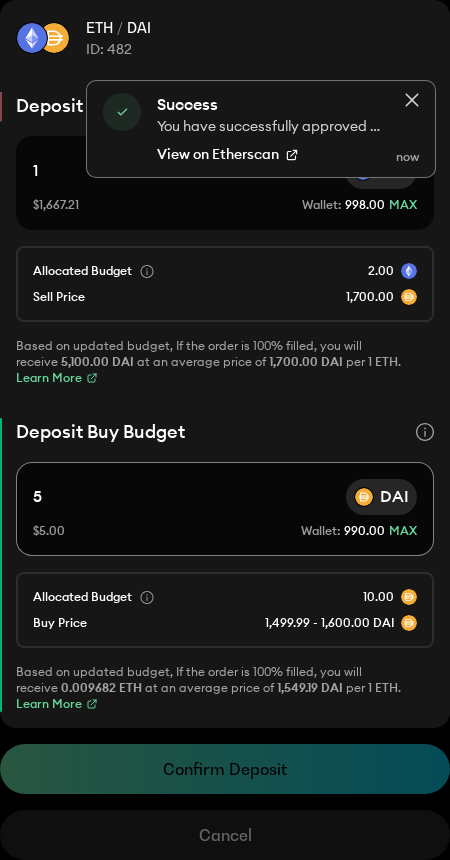 ETH / DAI
ID: 482
Deposit
Success
You have successfully approved ...
View on Etherscan
now
1
$1,667.21
Wallet: 998.00 MAX
Allocated Budget
2.00
Sell Price
1,700.00
Based on updated budget, If the order is 100% filled, you will
receive 5,100.00 DAI at an average price of 1,700.00 DAI per 1 ETH.
Learn More
Deposit Buy Budget
5
DAI
$5.00
Wallet: 990.00 MAX
Allocated Budget
10.00
Buy Price
1,499.99 - 1,600.00 DAI
Based on updated budget, If the order is 100% filled, you will
receive 0.009682 ETH at an average price of 1,549.19 DAI per 1 ETH.
Learn More
Confirm Deposit
Cancel